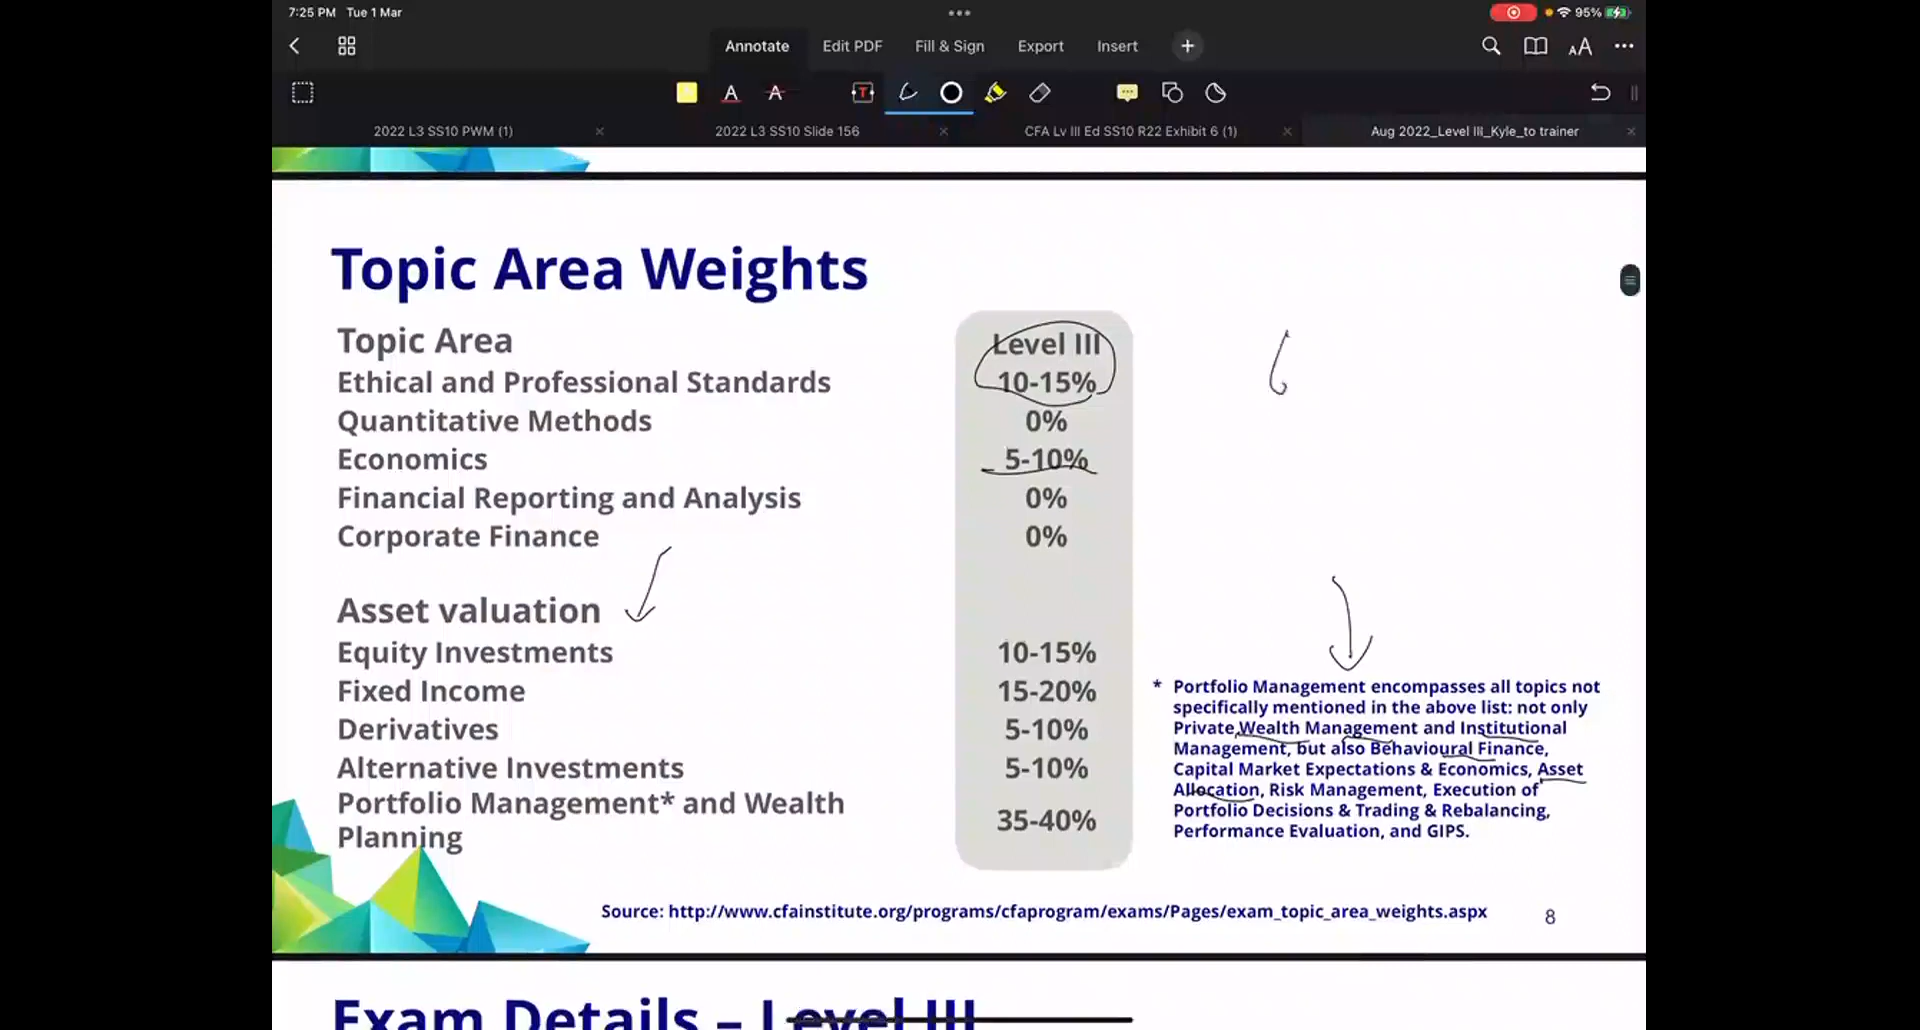 7:25 PM Tue 1 Mar
95%
Annotate Edit PDF Fill & Sign Export Insert
AA
A A T
2022 L3 SS10 PWM (1) 2022 L3 SS10 Slide 156 CFA Lv III Ed SS10 R22 Exhibit 6 (1) Aug 2022_Level III_Kyle_to trainer
Topic Area Weights
Topic Area Level III
Ethical and Professional Standards 10-15%
Quantitative Methods 0%
Economics 5-10%
Financial Reporting and Analysis 0%
Corporate Finance 0%
Asset valuation
Equity Investments 10-15%
Fixed Income 15-20%
Derivatives 5-10%
Alternative Investments 5-10%
Portfolio Management* and Wealth
Planning 35-40%
* Portfolio Management encompasses all topics not
specifically mentioned in the above list: not only
Private Wealth Management and Institutional
Management, but also Behavioural Finance,
Capital Market Expectations & Economics, Asset
Allocation, Risk Management, Execution of
Portfolio Decisions & Trading & Rebalancing,
Performance Evaluation, and GIPS.
Source: http://www.cfainstitute.org/programs/cfaprogram/exams/Pages/exam_topic_area_weights.aspx
8
Exam Details – Level III